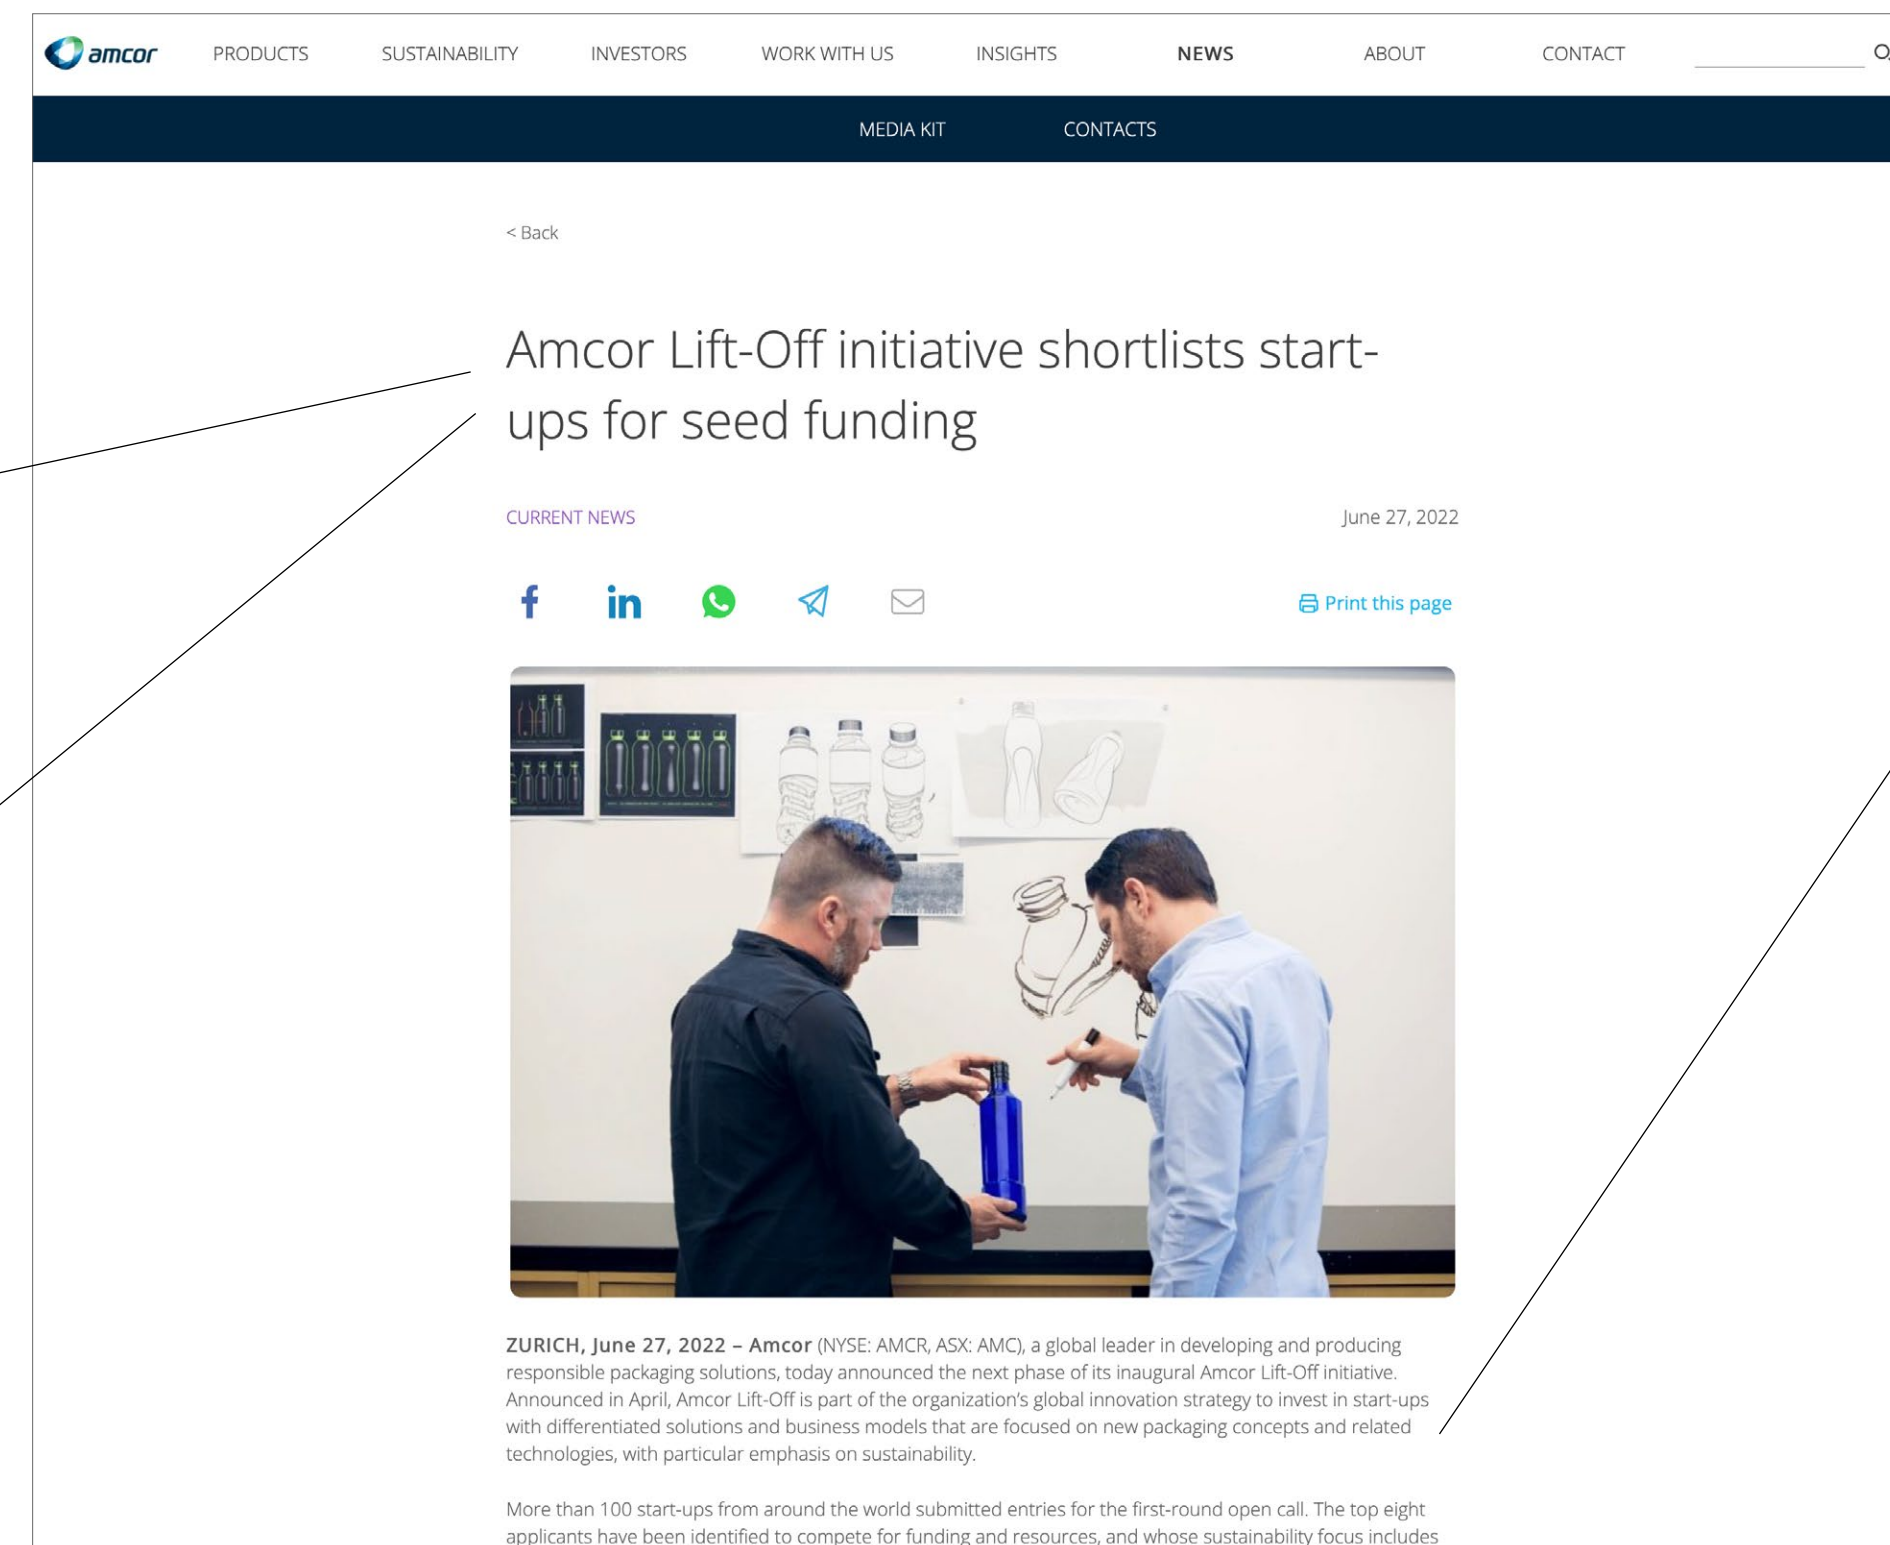 amcor
PRODUCTS
SUSTAINABILITY
INVESTORS
WORK WITH US
INSIGHTS
NEWS
ABOUT
CONTACT
MEDIA KIT
CONTACTS
< Back
Amcor Lift-Off initiative shortlists start-
ups for seed funding
CURRENT NEWS
June 27, 2022
Print this page
ZURICH, June 27, 2022 – Amcor (NYSE: AMCR, ASX: AMC), a global leader in developing and producing
responsible packaging solutions, today announced the next phase of its inaugural Amcor Lift-Off initiative.
Announced in April, Amcor Lift-Off is part of the organization's global innovation strategy to invest in start-ups
with differentiated solutions and business models that are focused on new packaging concepts and related
technologies, with particular emphasis on sustainability.
More than 100 start-ups from around the world submitted entries for the first-round open call. The top eight
applicants have been identified to compete for funding and resources, and whose sustainability focus includes